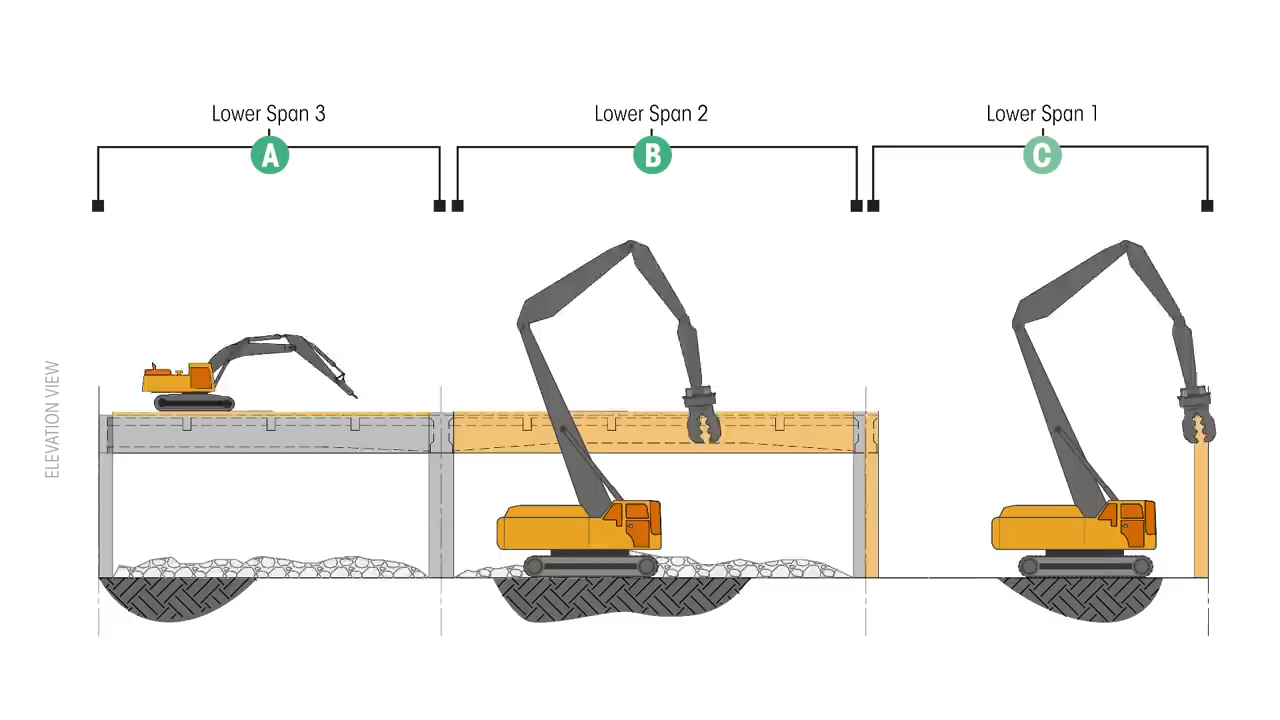 Lower Span 3
Lower Span 2
Lower Span 1
A
B
C
ELEVATION VIEW